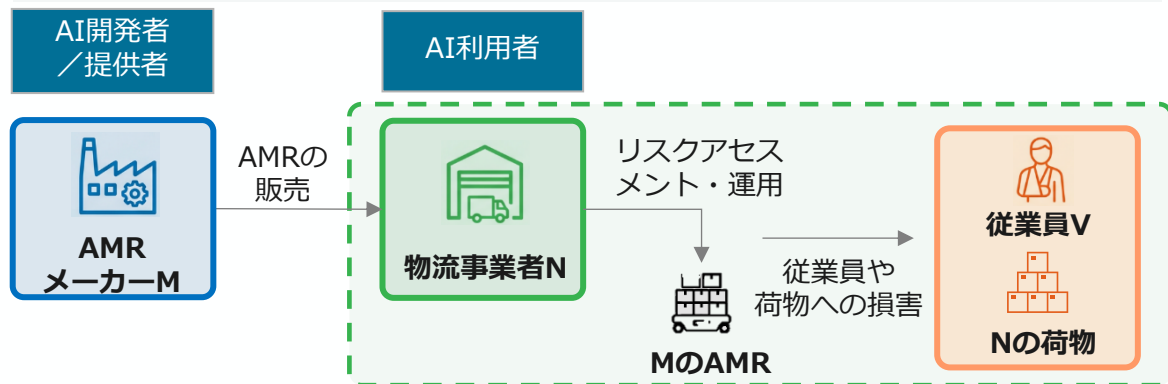 AI開発者
／提供者
AI利用者
AMRの
販売
リスクアセス
メント・運用
AMR
メーカーM
物流事業者N
従業員V
従業員や
荷物への損害
MのAMR
Nの荷物